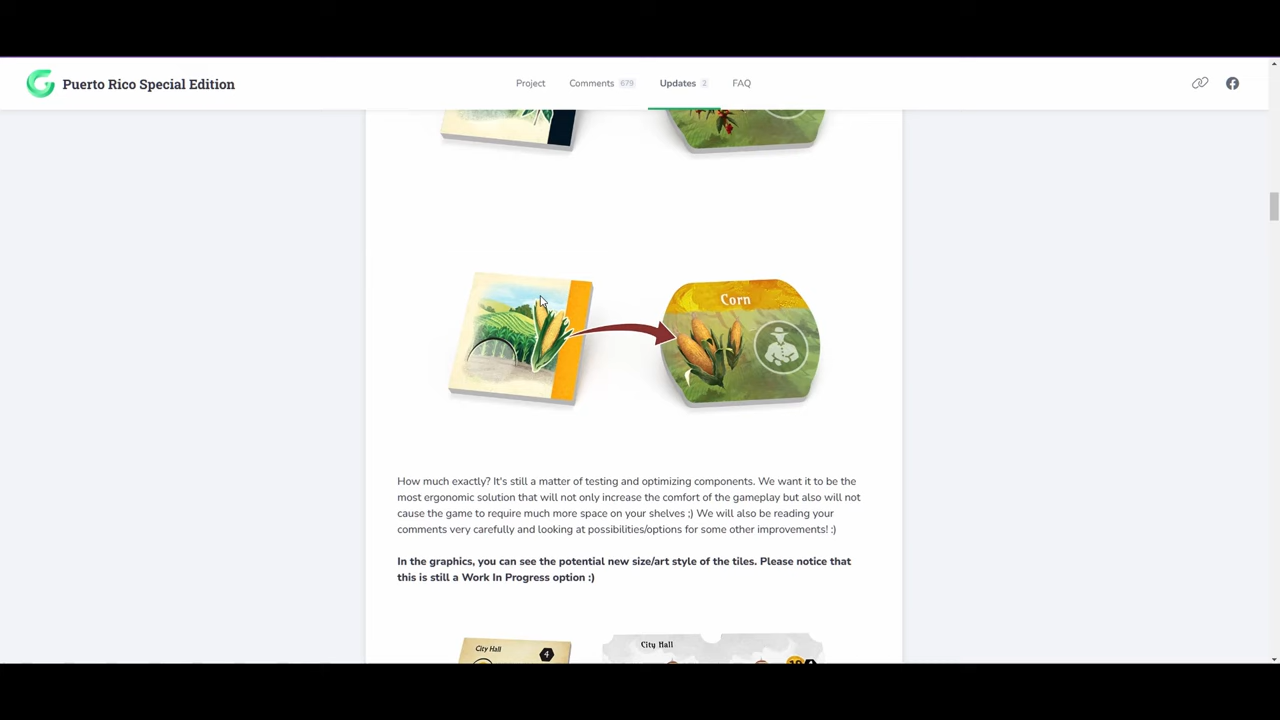 Puerto Rico Special Edition
Project
Comments 679
Updates 2
FAQ
Corn
How much exactly? It's still a matter of testing and optimizing components. We want it to be the
most ergonomic solution that will not only increase the comfort of the gameplay but also will not
cause the game to require much more space on your shelves ;) We will also be reading your
comments very carefully and looking at possibilities/options for some other improvements! :)
In the graphics, you can see the potential new size/art style of the tiles. Please notice that
this is still a Work In Progress option :)
City Hall
4
City Hall
10